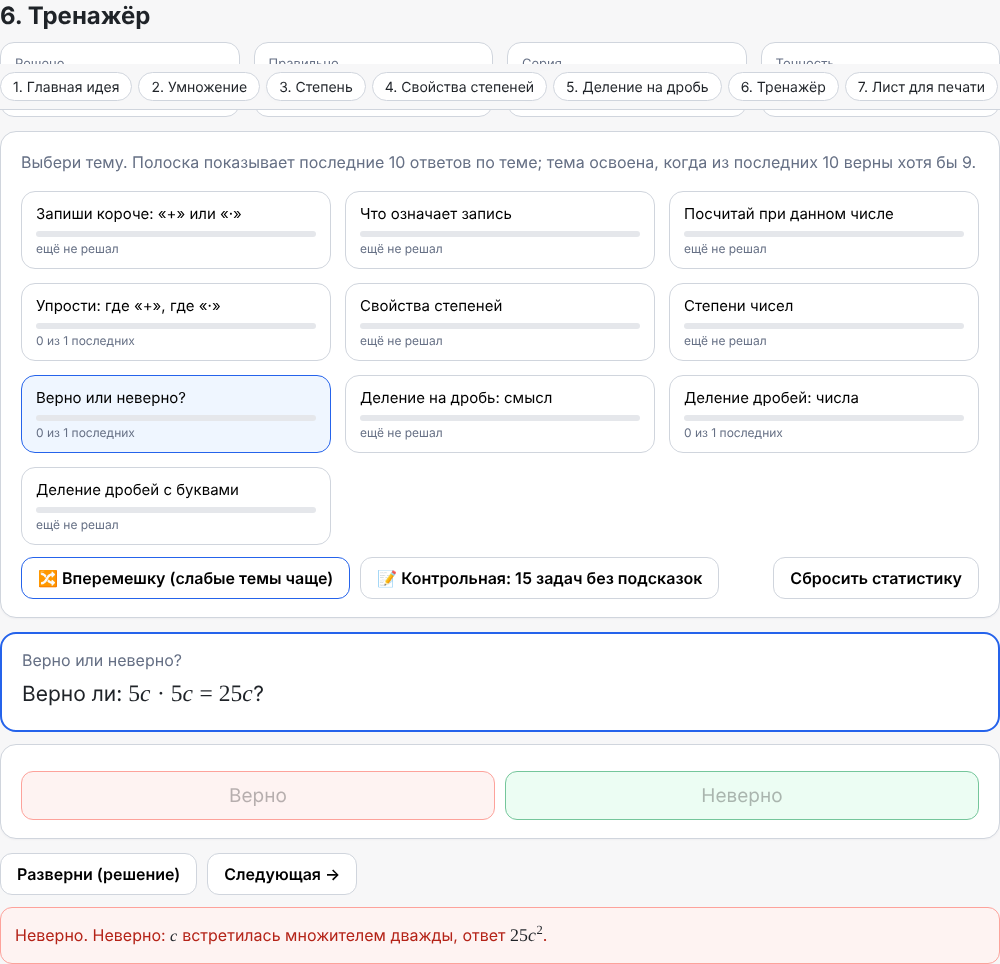 6. Тренажёр
Решено Правильно Серия Точность
1. Главная идея 2. Умножение 3. Степень 4. Свойства степеней 5. Деление на дробь 6. Тренажёр 7. Лист для печати
Выбери тему. Полоска показывает последние 10 ответов по теме; тема освоена, когда из последних 10 верны хотя бы 9.
Запиши короче: «+» или «·» Что означает запись Посчитай при данном числе
ещё не решал ещё не решал ещё не решал
Упрости: где «+», где «·» Свойства степеней Степени чисел
0 из 1 последних ещё не решал ещё не решал
Верно или неверно? Деление на дробь: смысл Деление дробей: числа
0 из 1 последних ещё не решал 0 из 1 последних
Деление дробей с буквами
ещё не решал
🔀 Вперемешку (слабые темы чаще) 📝 Контрольная: 15 задач без подсказок Сбросить статистику
Верно или неверно?
Верно ли: 5c · 5c = 25c?
Верно Неверно
Разверни (решение) Следующая →
Неверно. Неверно: c встретилась множителем дважды, ответ 25c².